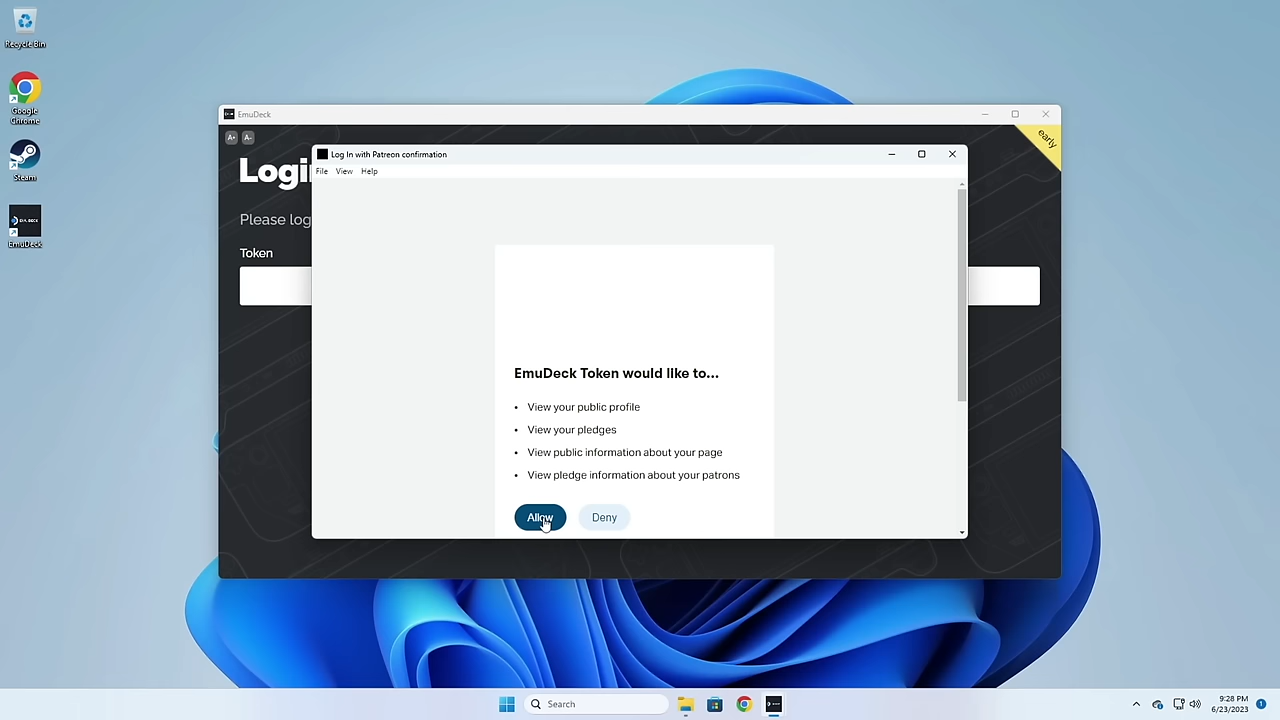 Recycle Bin
Google
Chrome
Steam
EmuDeck
EmuDeck
A+ A-
early
Logi
Please log
Token
Log In with Patreon confirmation
File View Help
EmuDeck Token would like to...
• View your public profile
• View your pledges
• View public information about your page
• View pledge information about your patrons
Allow Deny
Search
9:28 PM
6/23/2023
1